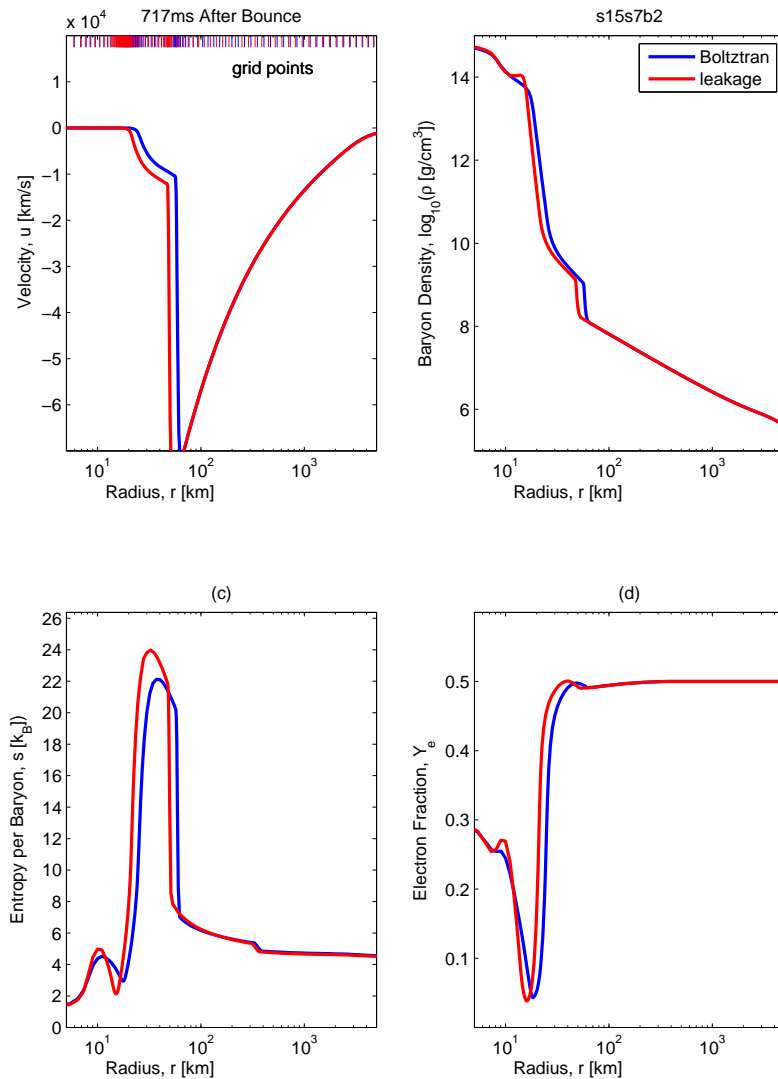 717ms After Bounce
s15s7b2
x 10^4
grid points
Boltztran
leakage
1
0
−1
−2
−3
−4
−5
−6
Velocity, u [km/s]
10^1
10^2
10^3
Radius, r [km]
14
12
10
8
6
Baryon Density, log_10(ρ [g/cm^3])
10^1
10^2
10^3
Radius, r [km]
(c)
(d)
26
24
22
20
18
16
14
12
10
8
6
4
2
0
Entropy per Baryon, s [k_B])
10^1
10^2
10^3
Radius, r [km]
0.5
0.4
0.3
0.2
0.1
Electron Fraction, Y_e
10^1
10^2
10^3
Radius, r [km]